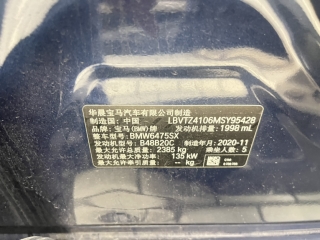 华晨宝马汽车有限公司制造
制造国：中国 LBVTZ4106MSY95428
品牌：宝马(BMW)牌 发动机排量：1998 mL
整车型号：BMW6475SX
发动机型号：B48B20C 制造年月：2020-11
最大允许总质量：2385 kg 乘坐人数：5
发动机最大净功率：135 kW
最大允许牵引质量：-- kg